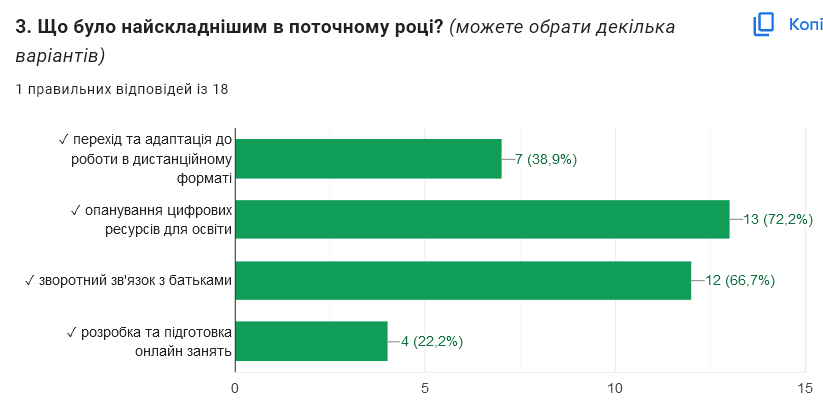 3. Що було найскладнішим в поточному році? (можете обрати декілька
варіантів)
Копі
1 правильних відповідей із 18
✓ перехід та адаптація до
роботи в дистанційному
форматі
7 (38,9%)
✓ опанування цифрових
ресурсів для освіти
13 (72,2%)
✓ зворотний зв'язок з батьками
12 (66,7%)
✓ розробка та підготовка
онлайн занять
4 (22,2%)
0 5 10 15